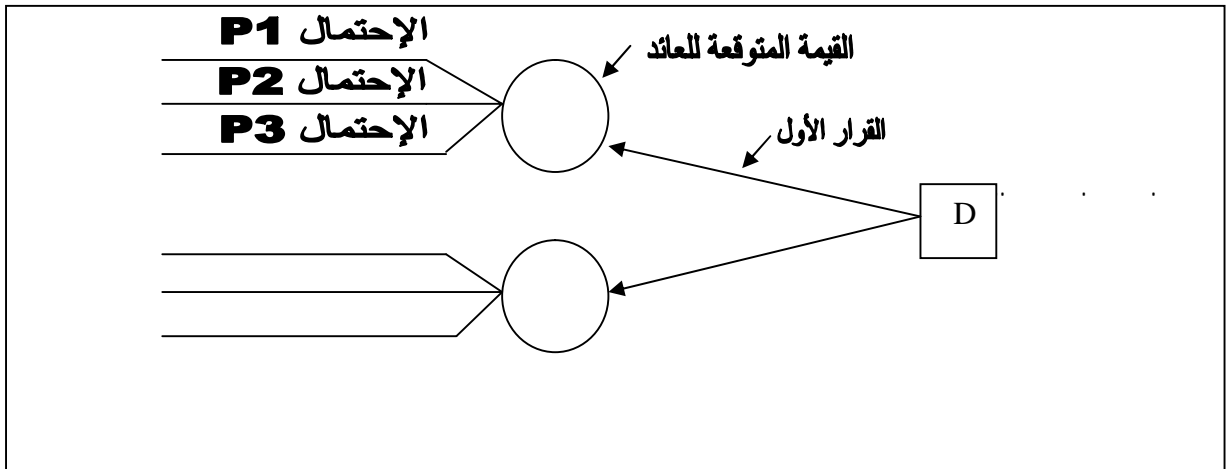 الإحتمال P1
القيمة المتوقعة للعائد
الإحتمال P2
الإحتمال P3
القرار الأول
D